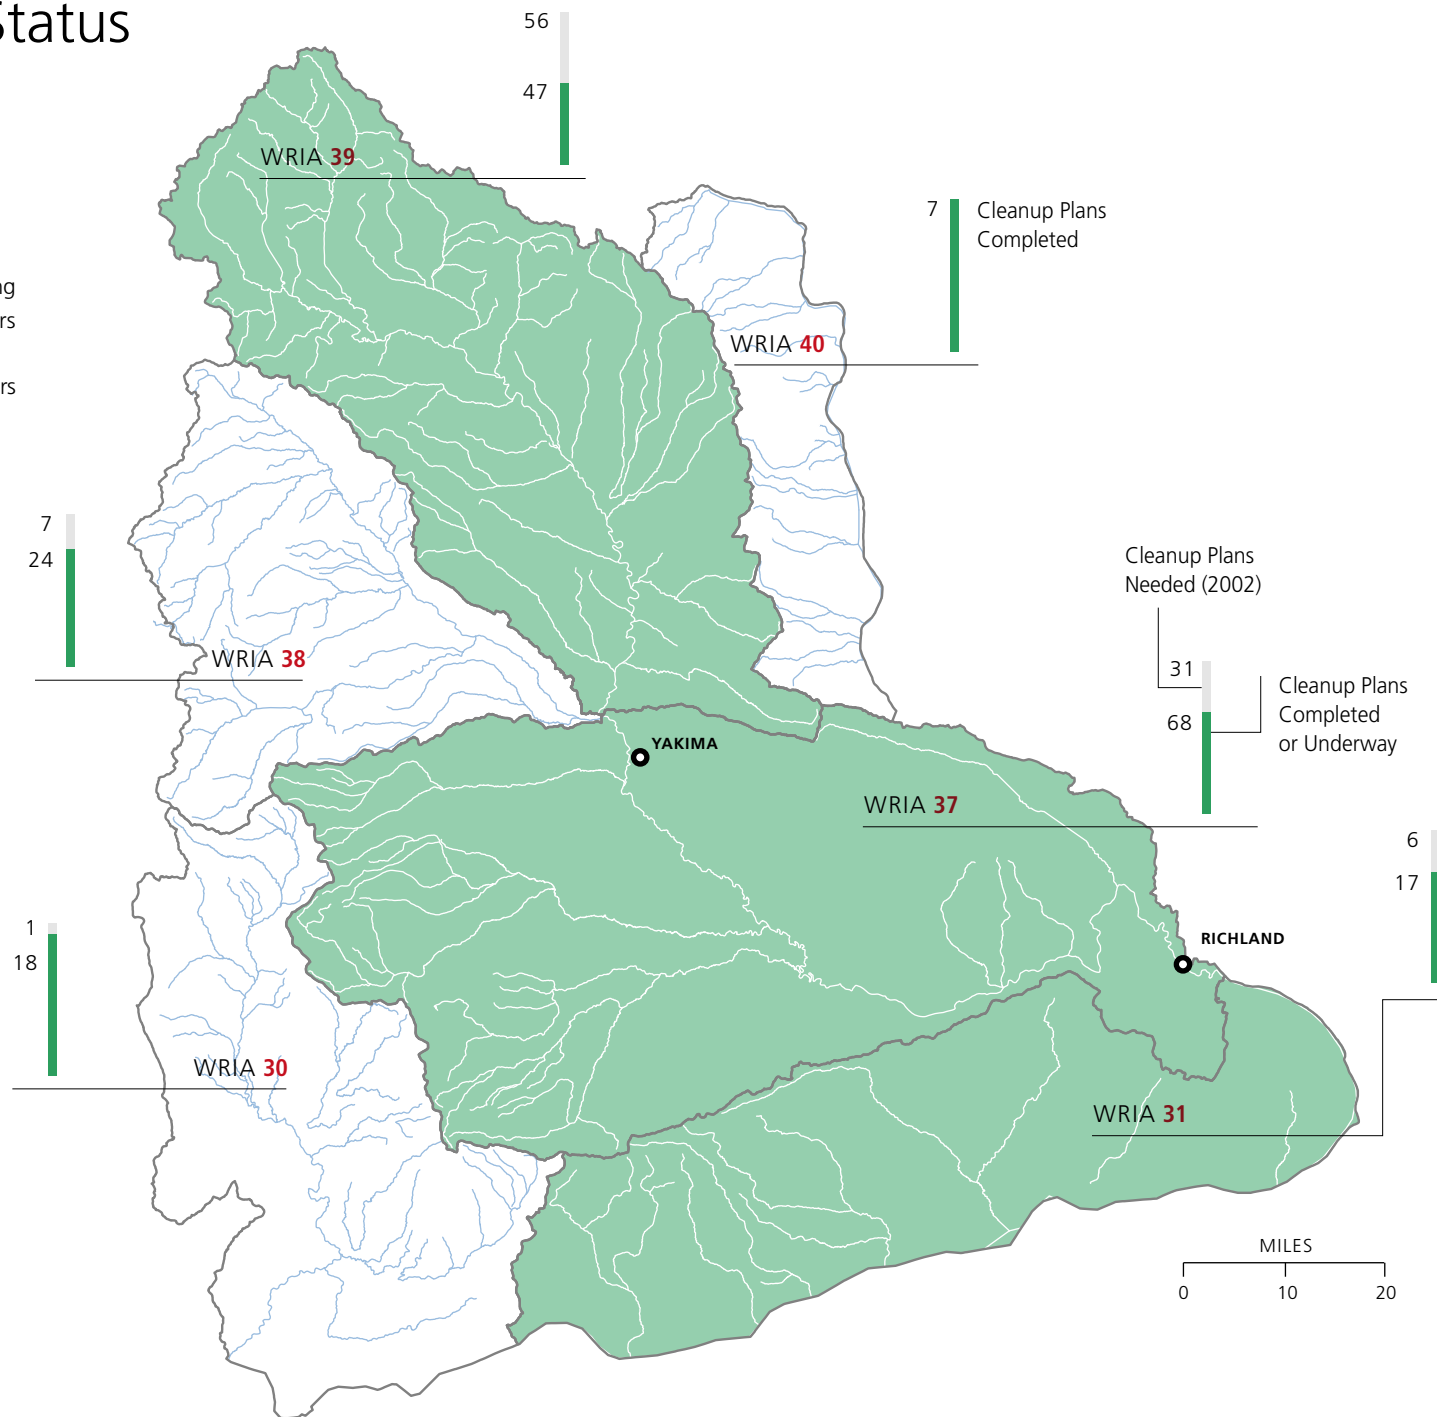 Status
56
47
WRIA 39
7
Cleanup Plans
Completed
WRIA 40
7
24
WRIA 38
Cleanup Plans
Needed (2002)
31
68
Cleanup Plans
Completed
or Underway
YAKIMA
WRIA 37
6
17
RICHLAND
1
18
WRIA 30
WRIA 31
MILES
0 10 20